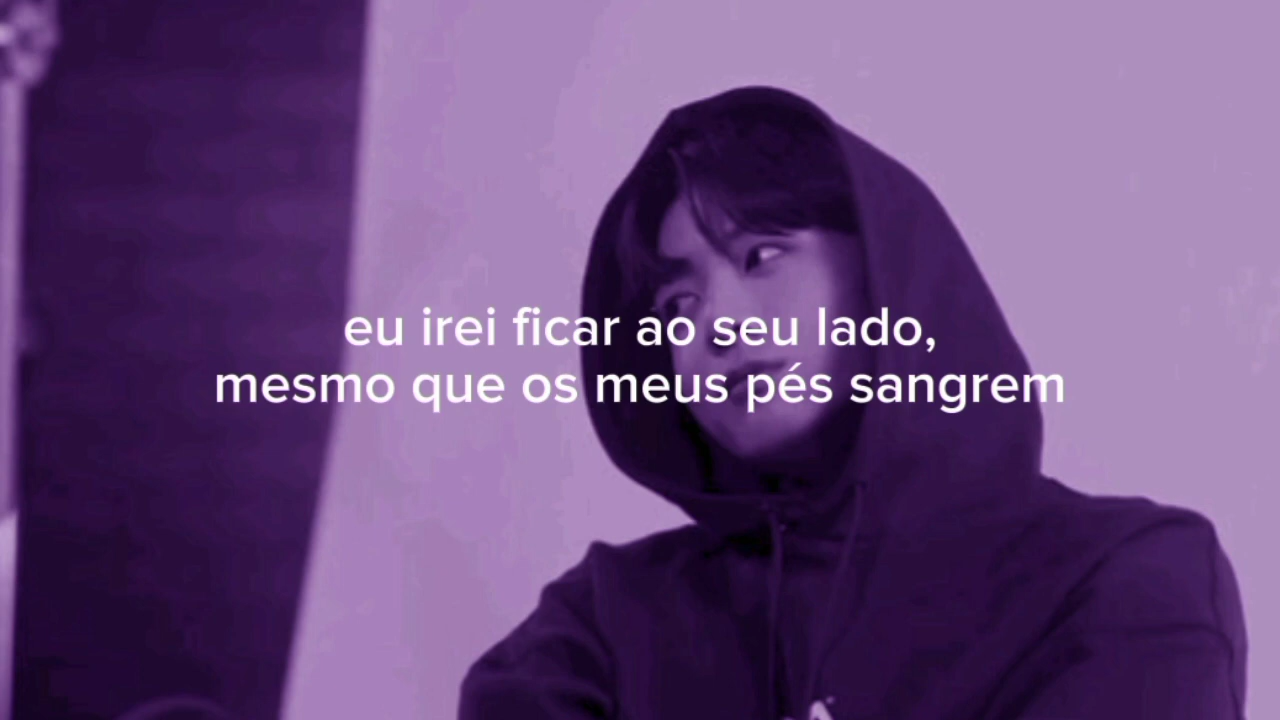 eu irei ficar ao seu lado,
mesmo que os meus pés sangrem